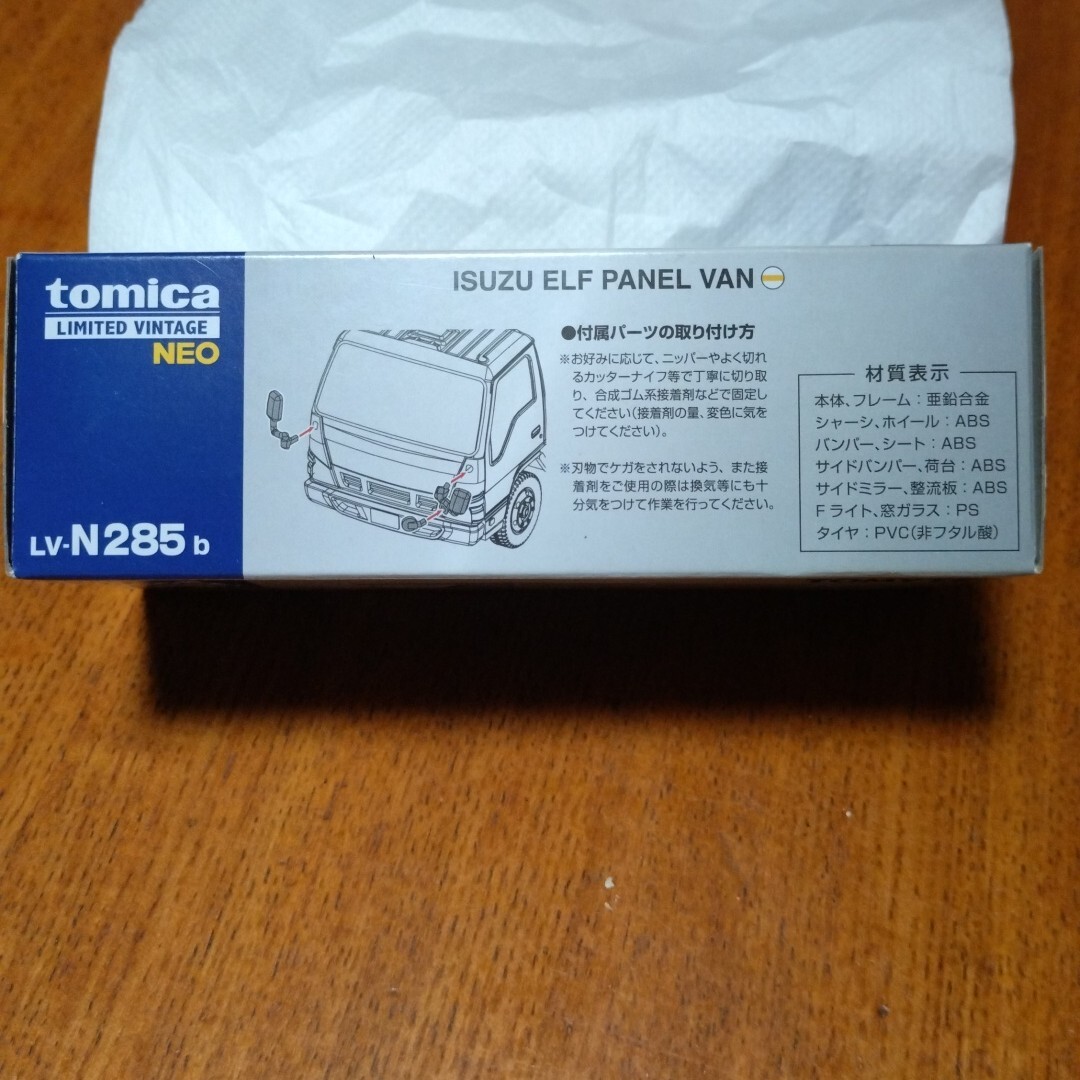 tomica
LIMITED VINTAGE
NEO
LV-N285b
ISUZU ELF PANEL VAN
●付属パーツの取り付け方
※お好みに応じて、ニッパーやよく切れ
るカッターナイフ等で丁寧に切り取
り、合成ゴム系接着剤などで固定し
てください(接着剤の量、変色に気を
つけてください)。
※刃物でケガをされないよう、また接
着剤をご使用の際は換気等にも十
分気をつけて作業を行ってください。
材質表示
本体、フレーム:亜鉛合金
シャーシ、ホイール:ABS
バンパー、シート:ABS
サイドバンパー、荷台:ABS
サイドミラー、整流板:ABS
Fライト、窓ガラス:PS
タイヤ:PVC(非フタル酸)